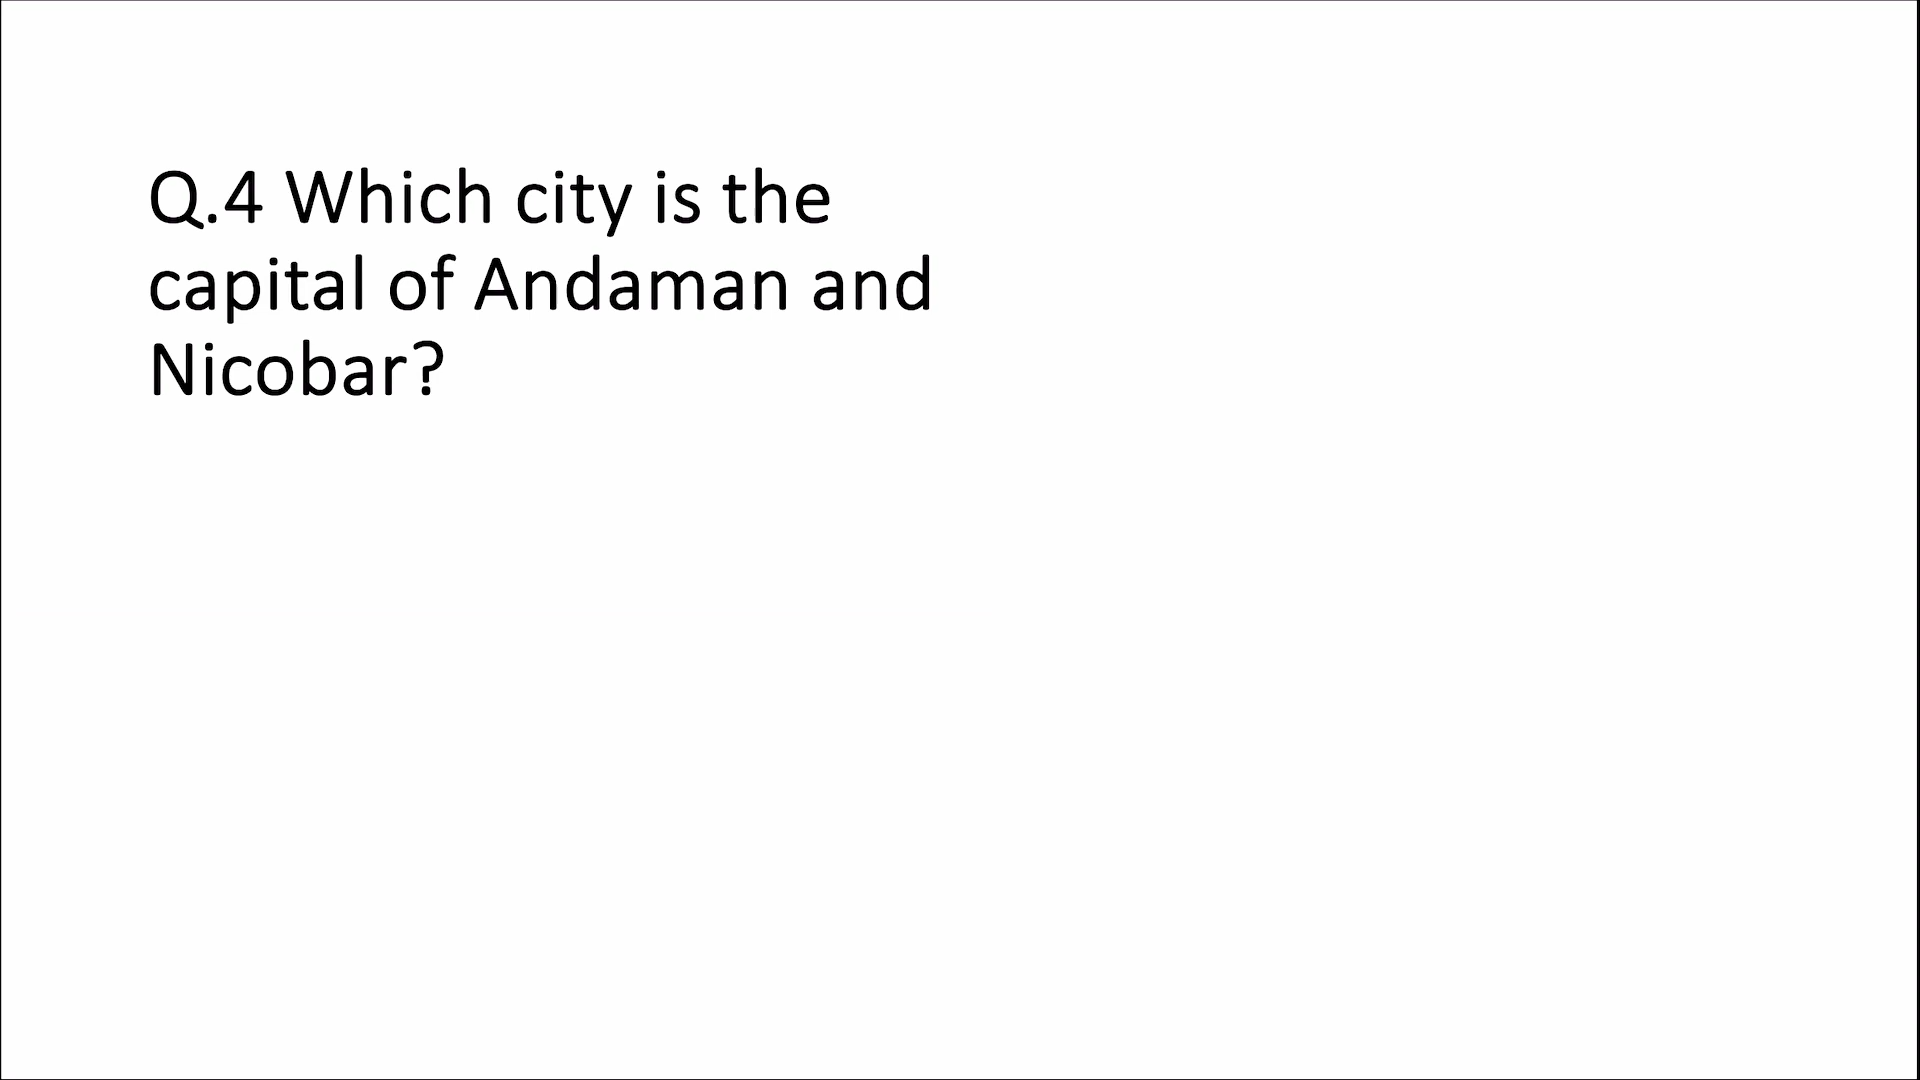 Q.4 Which city is the
capital of Andaman and
Nicobar?